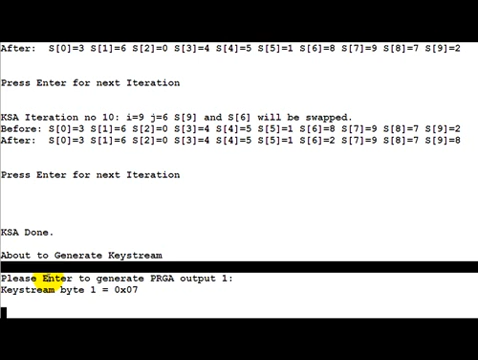 After:  S[0]=3 S[1]=6 S[2]=0 S[3]=4 S[4]=5 S[5]=1 S[6]=8 S[7]=9 S[8]=7 S[9]=2
Press Enter for next Iteration
KSA Iteration no 10: i=9 j=6 S[9] and S[6] will be swapped.
Before: S[0]=3 S[1]=6 S[2]=0 S[3]=4 S[4]=5 S[5]=1 S[6]=8 S[7]=9 S[8]=7 S[9]=2
After:  S[0]=3 S[1]=6 S[2]=0 S[3]=4 S[4]=5 S[5]=1 S[6]=2 S[7]=9 S[8]=7 S[9]=8
Press Enter for next Iteration
KSA Done.
About to Generate Keystream
Please Enter to generate PRGA output 1:
Keystream byte 1 = 0x07